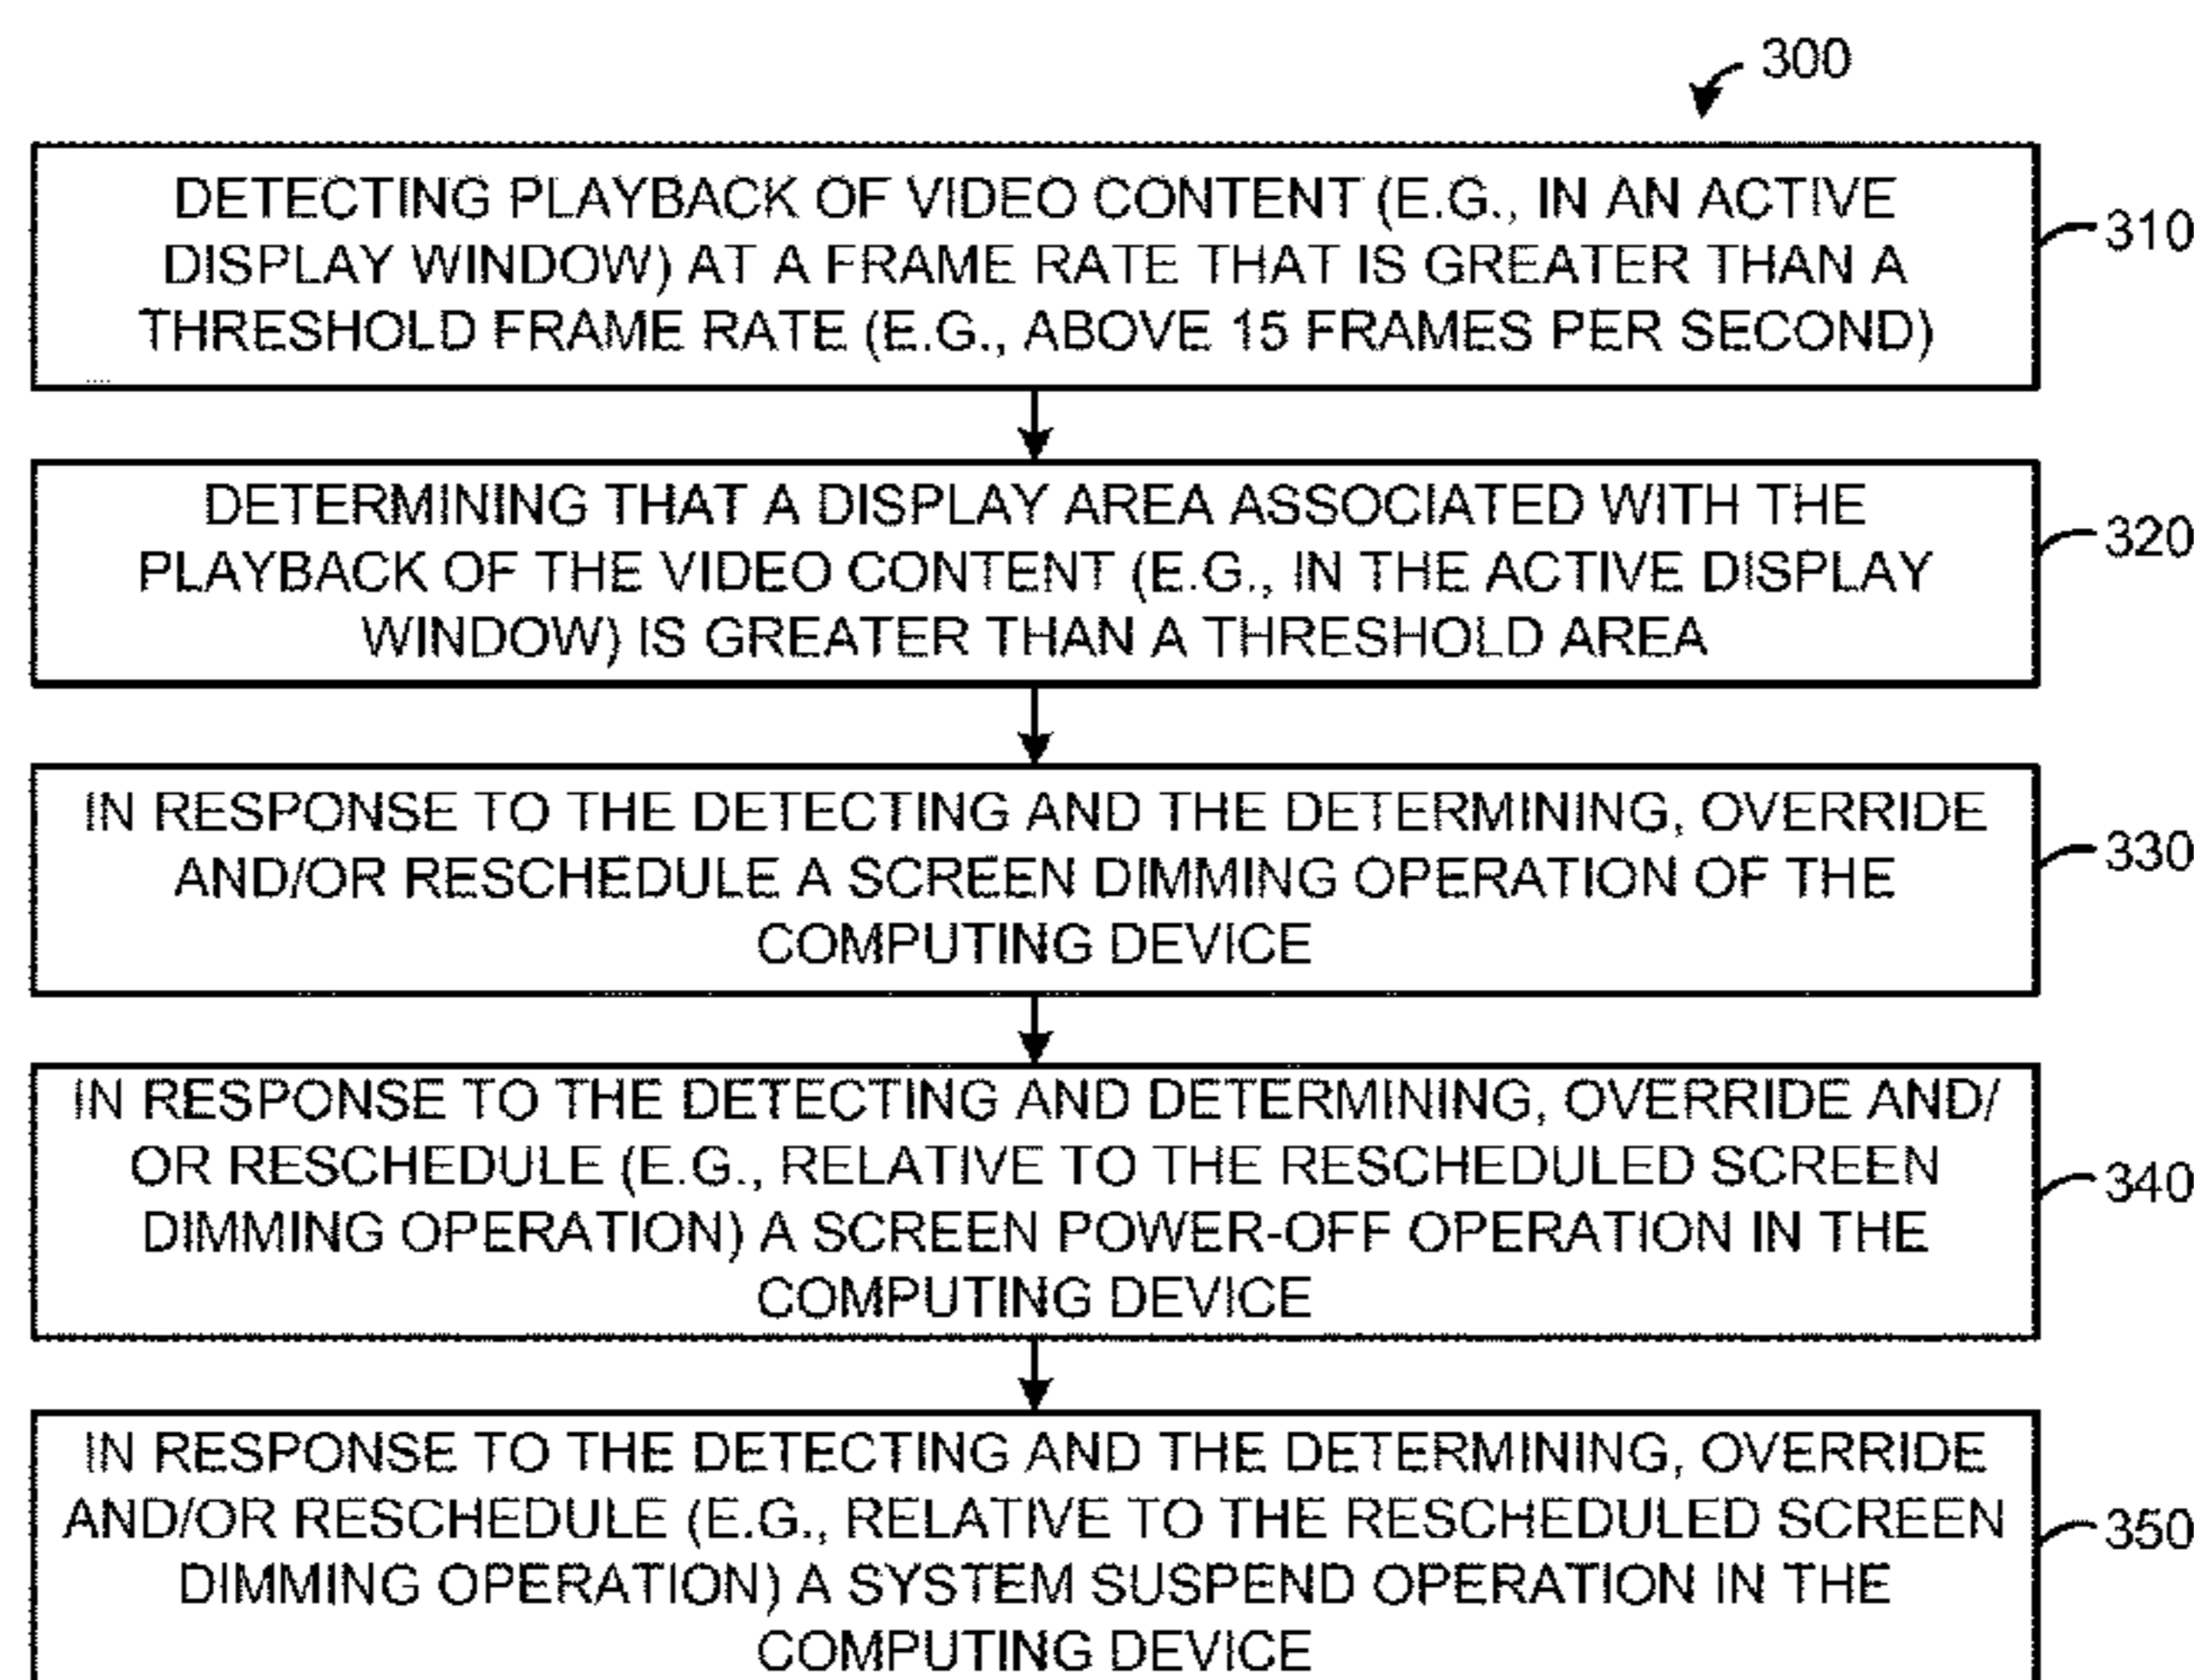 300
DETECTING PLAYBACK OF VIDEO CONTENT (E.G., IN AN ACTIVE
DISPLAY WINDOW) AT A FRAME RATE THAT IS GREATER THAN A
THRESHOLD FRAME RATE (E.G., ABOVE 15 FRAMES PER SECOND)
310
DETERMINING THAT A DISPLAY AREA ASSOCIATED WITH THE
PLAYBACK OF THE VIDEO CONTENT (E.G., IN THE ACTIVE DISPLAY
WINDOW) IS GREATER THAN A THRESHOLD AREA
320
IN RESPONSE TO THE DETECTING AND THE DETERMINING, OVERRIDE
AND/OR RESCHEDULE A SCREEN DIMMING OPERATION OF THE
COMPUTING DEVICE
330
IN RESPONSE TO THE DETECTING AND DETERMINING, OVERRIDE AND/
OR RESCHEDULE (E.G., RELATIVE TO THE RESCHEDULED SCREEN
DIMMING OPERATION) A SCREEN POWER-OFF OPERATION IN THE
COMPUTING DEVICE
340
IN RESPONSE TO THE DETECTING AND THE DETERMINING, OVERRIDE
AND/OR RESCHEDULE (E.G., RELATIVE TO THE RESCHEDULED SCREEN
DIMMING OPERATION) A SYSTEM SUSPEND OPERATION IN THE
COMPUTING DEVICE
350